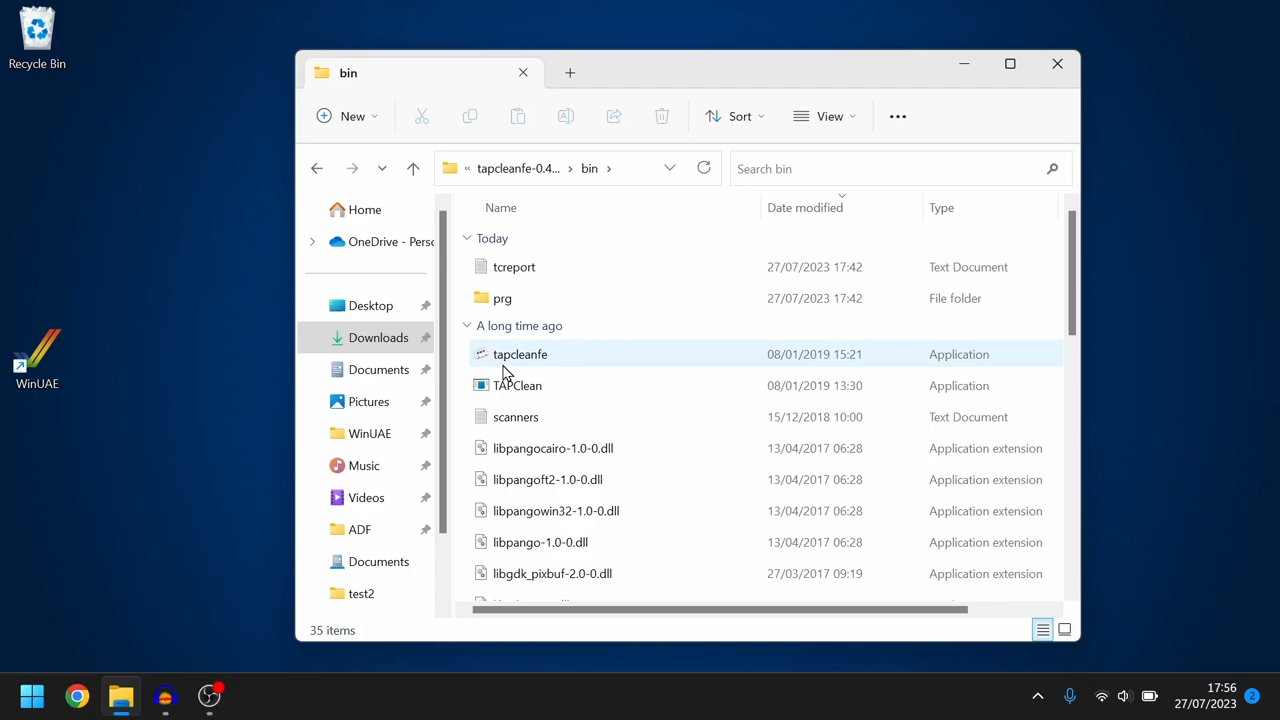 Recycle Bin
WinUAE
bin
New
Sort
View
« tapcleanfe-0.4... > bin >
Search bin
Home
OneDrive - Perso
Desktop
Downloads
Documents
Pictures
WinUAE
Music
Videos
ADF
Documents
test2
Name Date modified Type
Today
tcreport 27/07/2023 17:42 Text Document
prg 27/07/2023 17:42 File folder
A long time ago
tapcleanfe 08/01/2019 15:21 Application
TAPClean 08/01/2019 13:30 Application
scanners 15/12/2018 10:00 Text Document
libpangocairo-1.0-0.dll 13/04/2017 06:28 Application extension
libpangoft2-1.0-0.dll 13/04/2017 06:28 Application extension
libpangowin32-1.0-0.dll 13/04/2017 06:28 Application extension
libpango-1.0-0.dll 13/04/2017 06:28 Application extension
libgdk_pixbuf-2.0-0.dll 27/03/2017 09:19 Application extension
35 items
17:56
27/07/2023
2